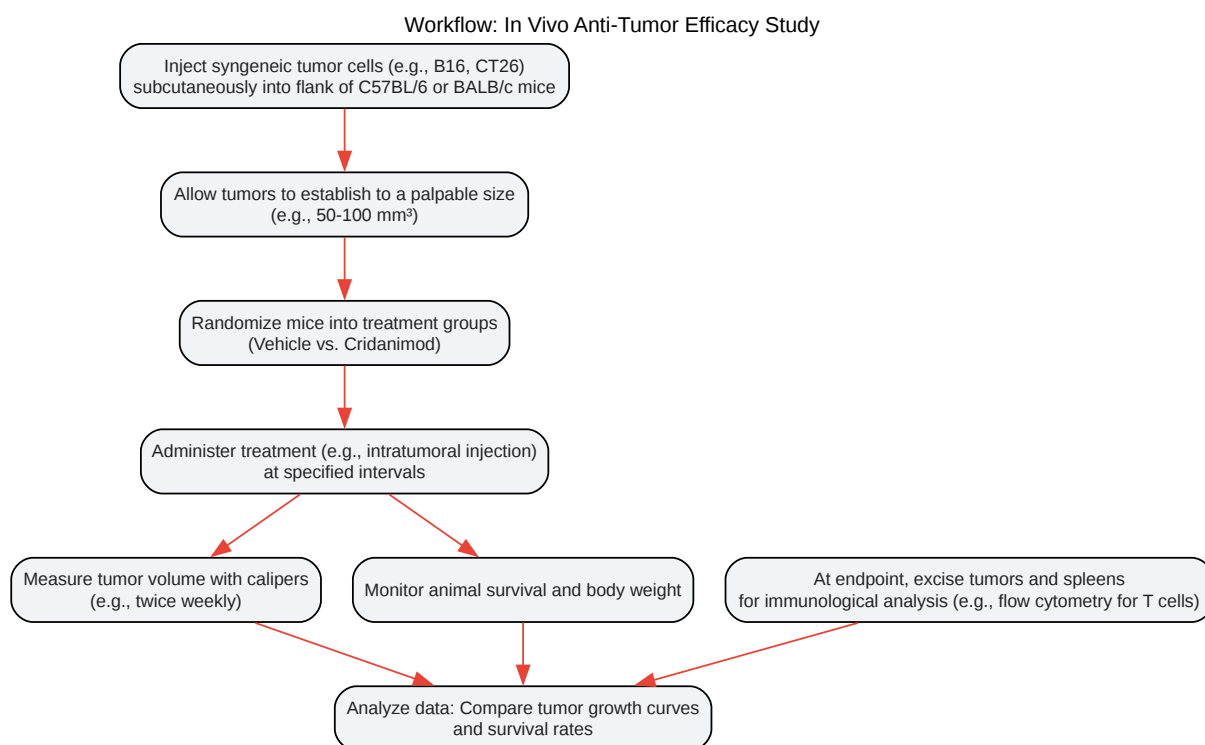 Workflow: In Vivo Anti-Tumor Efficacy Study
Inject syngeneic tumor cells (e.g., B16, CT26)
subcutaneously into flank of C57BL/6 or BALB/c mice
Allow tumors to establish to a palpable size
(e.g., 50-100 mm³)
Randomize mice into treatment groups
(Vehicle vs. Cridanimod)
Administer treatment (e.g., intratumoral injection)
at specified intervals
Measure tumor volume with calipers
(e.g., twice weekly)
Monitor animal survival and body weight
At endpoint, excise tumors and spleens
for immunological analysis (e.g., flow cytometry for T cells)
Analyze data: Compare tumor growth curves
and survival rates